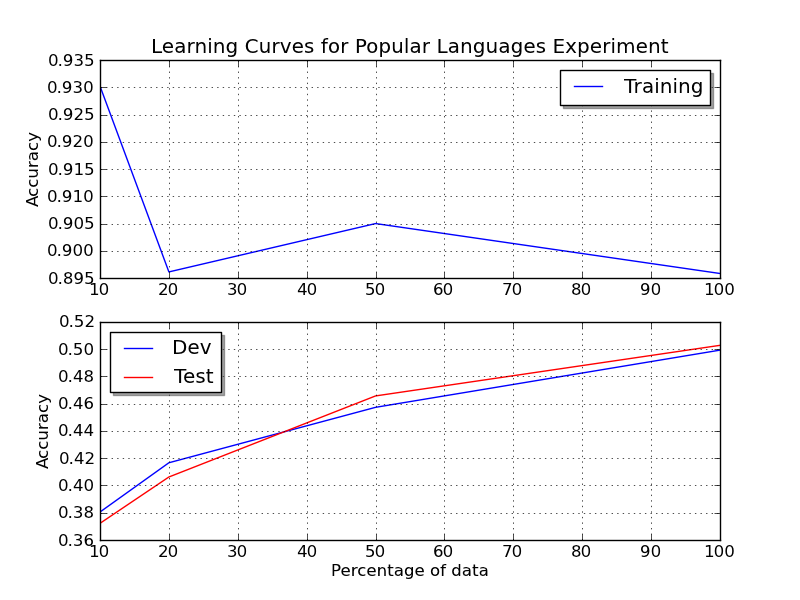 Learning Curves for Popular Languages Experiment
0.935
0.930
0.925
0.920
0.915
0.910
0.905
0.900
0.895
Accuracy
Training
10 20 30 40 50 60 70 80 90 100
0.52
0.50
0.48
0.46
0.44
0.42
0.40
0.38
0.36
Accuracy
Dev
Test
10 20 30 40 50 60 70 80 90 100
Percentage of data